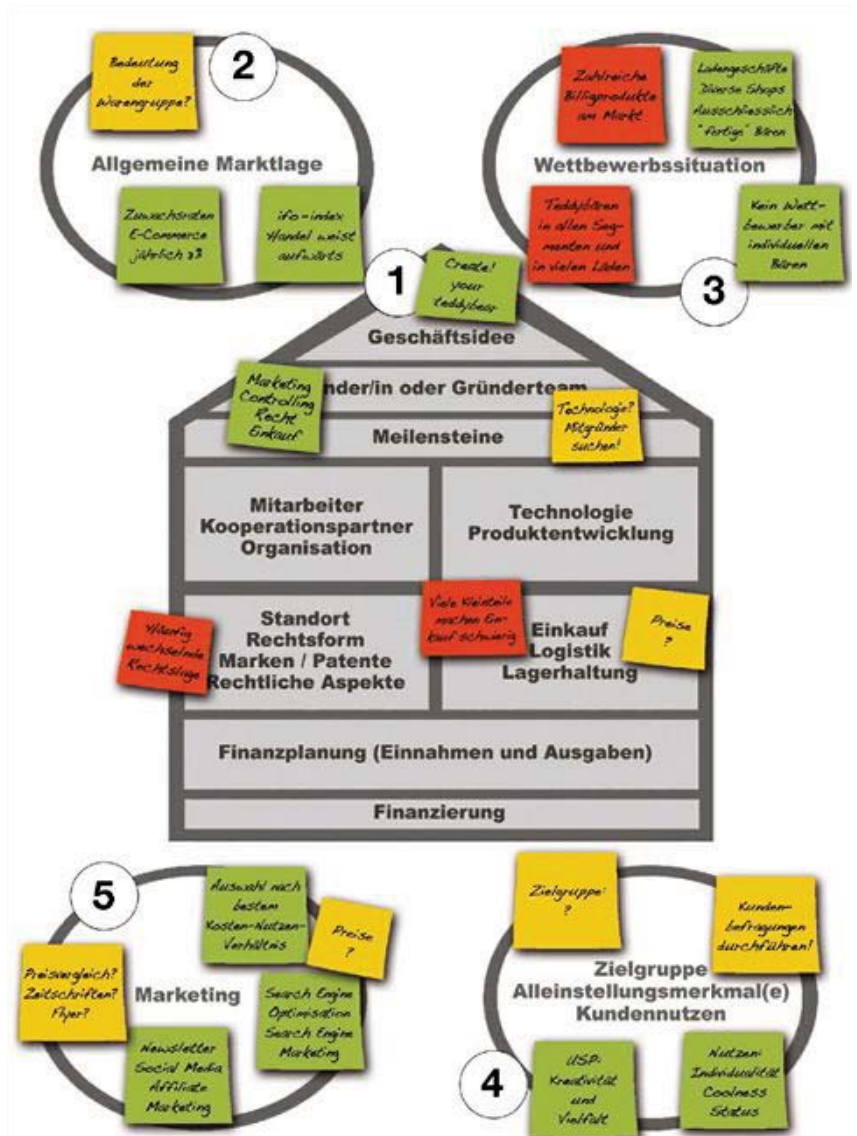 2
Bedeutung
der
Warengruppe?
Allgemeine Marktlage
Zuwachsraten
E-Commerce
jährlich
ifo-index
Handel weist
aufwärts
Zahlreiche
Billigprodukte
am Markt
Ladengeschäfte
Diverse Shops
Ausschliesslich
"fertige" Bären
Wettbewerbssituation
Teddybären
in allen Seg-
menten und
in vielen Läden
Kein Wett-
bewerber mit
individuellen
Bären
3
1
Create!
your
teddybear
Geschäftsidee
Marketing
Controlling
Recht
Einkauf
nder/in oder Gründerteam
Technologie?
Mitgründer
suchen!
Meilensteine
Mitarbeiter
Kooperationspartner
Organisation
Technologie
Produktentwicklung
Häufig
wechselnde
Rechtslage
Standort
Rechtsform
Marken / Patente
Rechtliche Aspekte
Viele Kleinteile
machen Ein-
kauf schwierig
Einkauf
Logistik
Lagerhaltung
Preise
?
Finanzplanung (Einnahmen und Ausgaben)
Finanzierung
5
Auswahl nach
bestem
Kosten-Nutzen-
Verhältnis
Preise
?
Preisvergleich?
Zeitschriften?
Flyer?
Marketing
Search Engine
Optimisation
Search Engine
Marketing
Newsletter
Social Media
Affiliate
Marketing
Zielgruppe:
?
Kunden-
befragungen
durchführen!
Zielgruppe
Alleinstellungsmerkmal(e)
Kundennutzen
4
USP:
Kreativität
und
Vielfalt
Nutzen:
Individualität
Coolness
Status